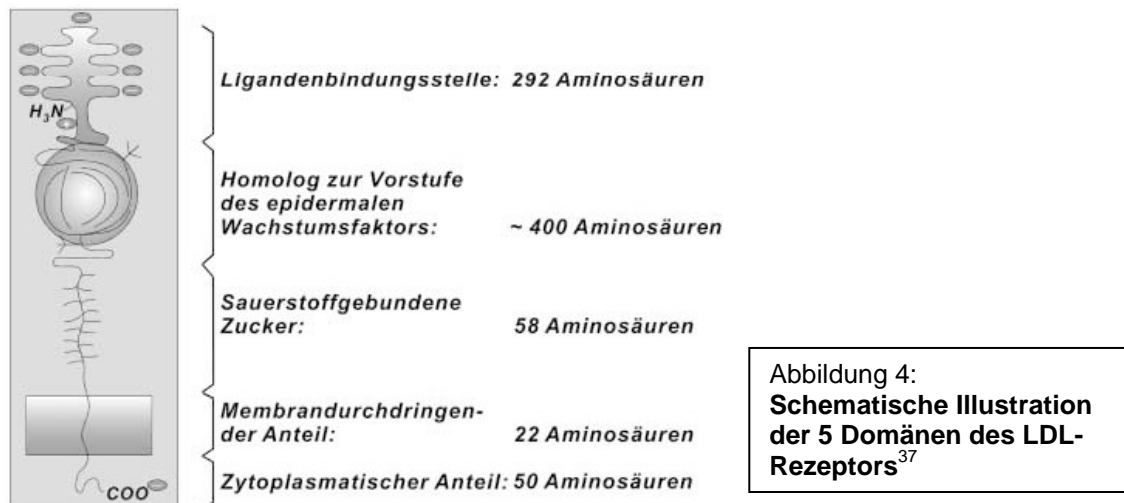 H₃N
Ligandenbindungsstelle: 292 Aminosäuren
Homolog zur Vorstufe
des epidermalen
Wachstumsfaktors: ~ 400 Aminosäuren
Sauerstoffgebundene
Zucker: 58 Aminosäuren
Membrandurchdringen-
der Anteil: 22 Aminosäuren
Zytoplasmatischer Anteil: 50 Aminosäuren
COO
Abbildung 4:
Schematische Illustration
der 5 Domänen des LDL-
Rezeptors³⁷